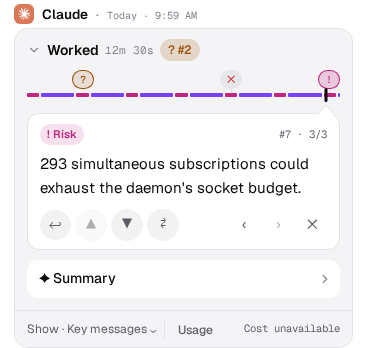 Claude · Today · 9:59 AM
Worked 12m 30s ? #2
? ✕ !
! Risk #7 · 3/3
293 simultaneous subscriptions could
exhaust the daemon's socket budget.
Summary
Show · Key messages Usage Cost unavailable